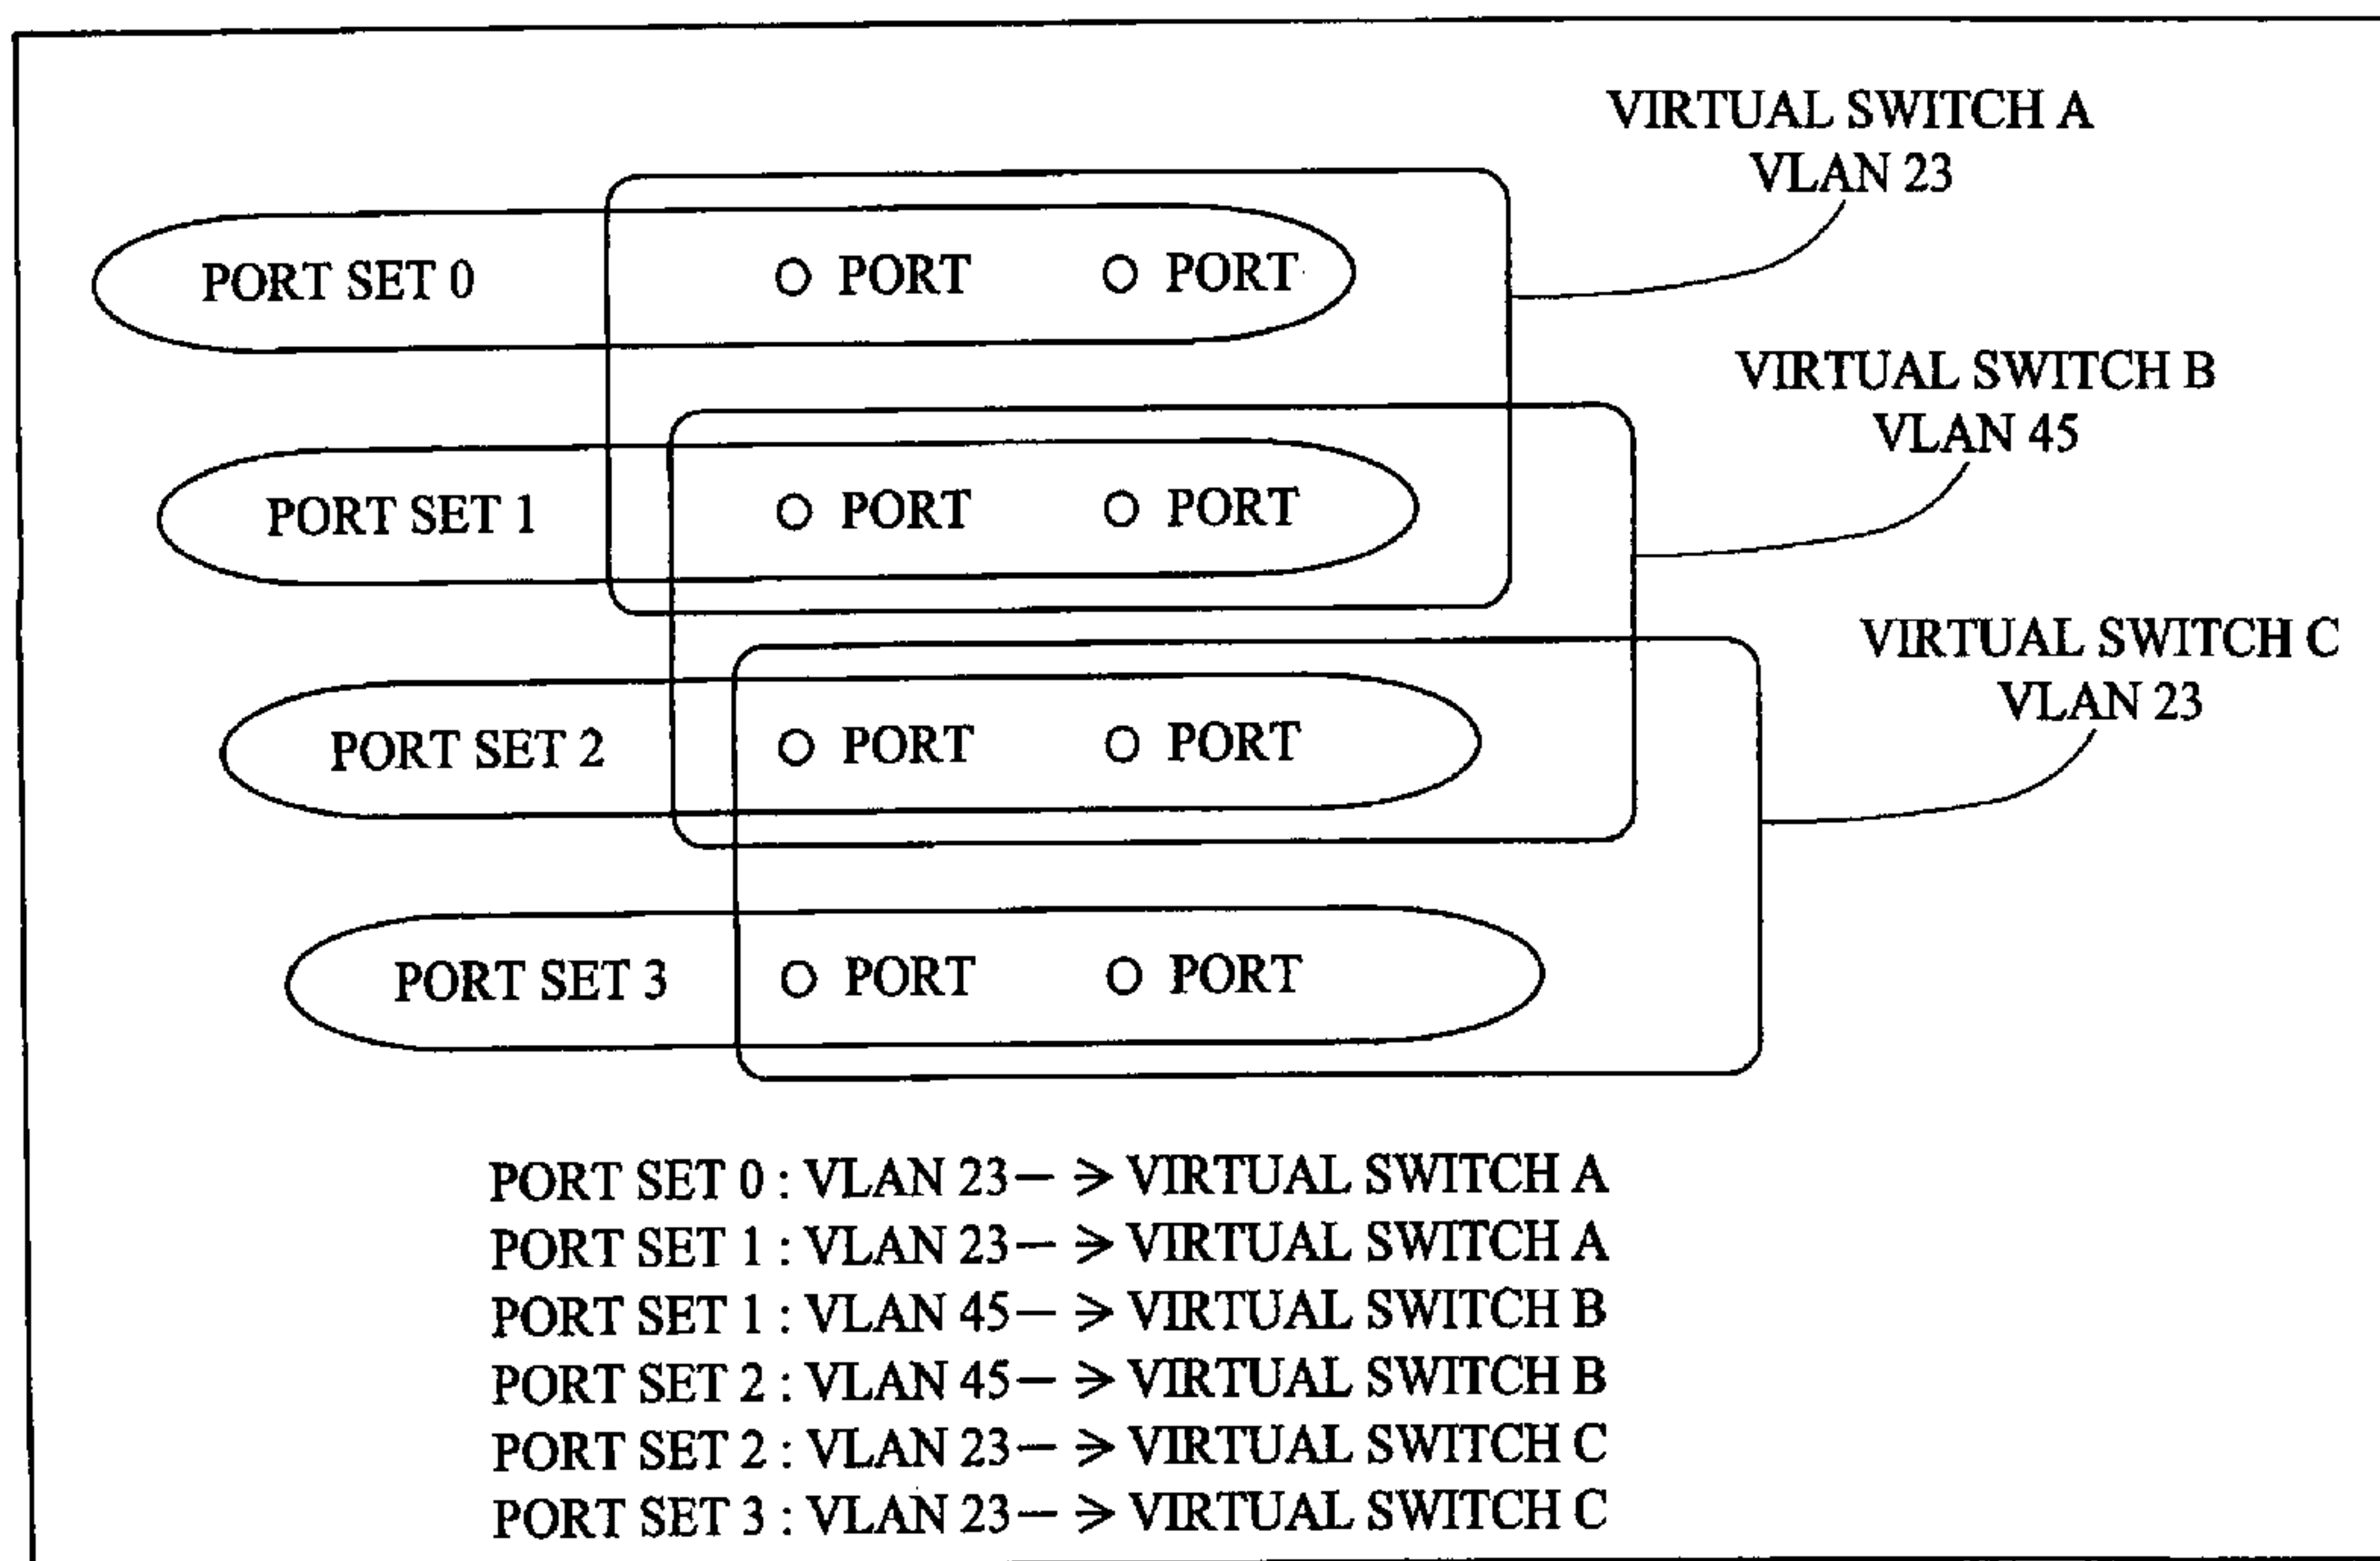 VIRTUAL SWITCH A
VLAN 23
PORT SET 0 PORT PORT
VIRTUAL SWITCH B
VLAN 45
PORT SET 1 PORT PORT
VIRTUAL SWITCH C
VLAN 23
PORT SET 2 PORT PORT
PORT SET 3 PORT PORT
PORT SET 0 : VLAN 23 — > VIRTUAL SWITCH A
PORT SET 1 : VLAN 23 — > VIRTUAL SWITCH A
PORT SET 1 : VLAN 45 — > VIRTUAL SWITCH B
PORT SET 2 : VLAN 45 — > VIRTUAL SWITCH B
PORT SET 2 : VLAN 23 — > VIRTUAL SWITCH C
PORT SET 3 : VLAN 23 — > VIRTUAL SWITCH C